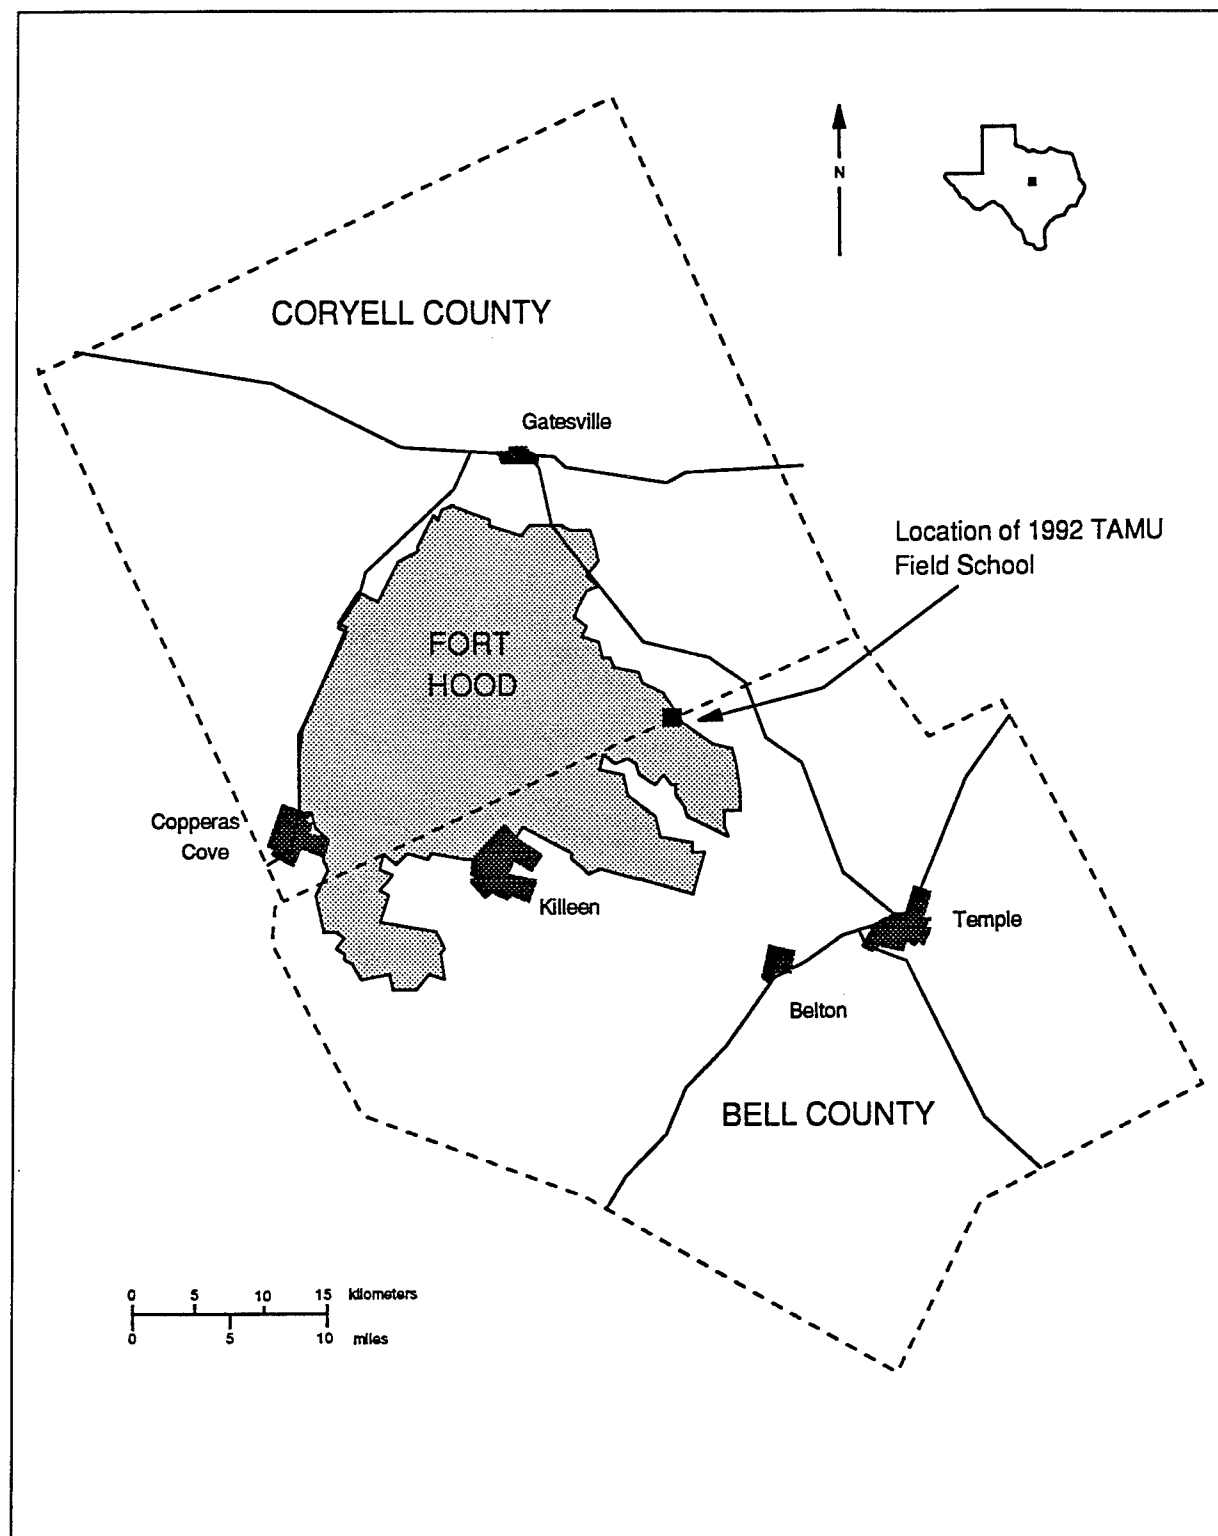 N
CORYELL COUNTY
Gatesville
Location of 1992 TAMU
Field School
FORT
HOOD
Copperas
Cove
Killeen
Temple
Belton
BELL COUNTY
0 5 10 15 kilometers
0 5 10 miles